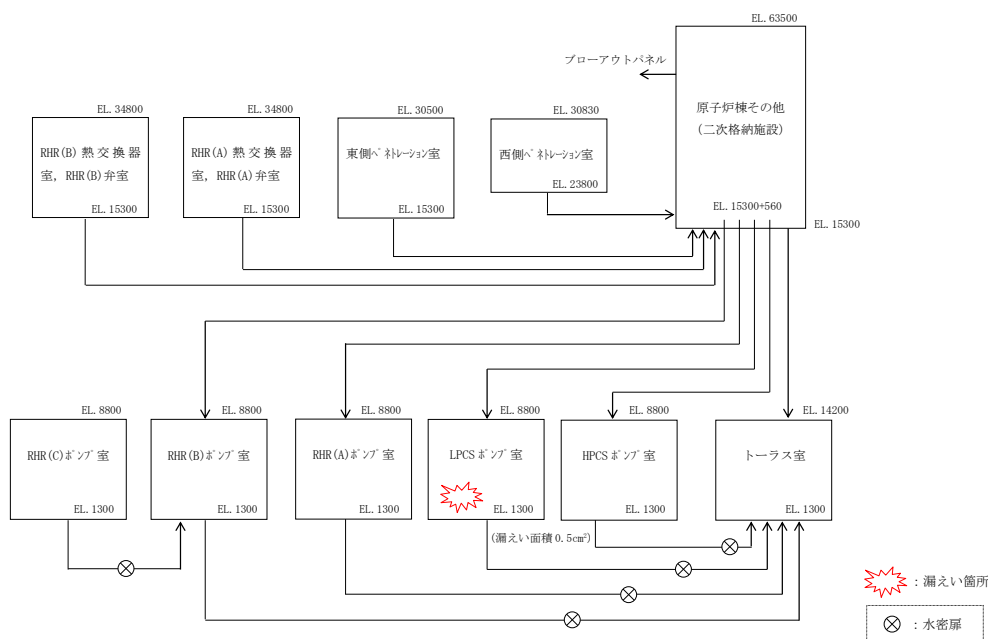 EL. 63500
ブローアウトパネル
原子炉棟その他
(二次格納施設)
EL. 15300+560
EL. 15300
EL. 34800
RHR(B) 熱交換器
室, RHR(B) 弁室
EL. 15300
EL. 34800
RHR(A) 熱交換器
室, RHR(A) 弁室
EL. 15300
EL. 30500
東側ペネトレーション室
EL. 15300
EL. 30830
西側ペネトレーション室
EL. 23800
EL. 8800
RHR(C)ポンプ室
EL. 1300
EL. 8800
RHR(B)ポンプ室
EL. 1300
EL. 8800
RHR(A)ポンプ室
EL. 1300
EL. 8800
LPCSポンプ室
EL. 1300
(漏えい面積 0.5cm²)
EL. 8800
HPCSポンプ室
EL. 1300
EL. 14200
トーラス室
EL. 1300
:漏えい箇所
:水密扉